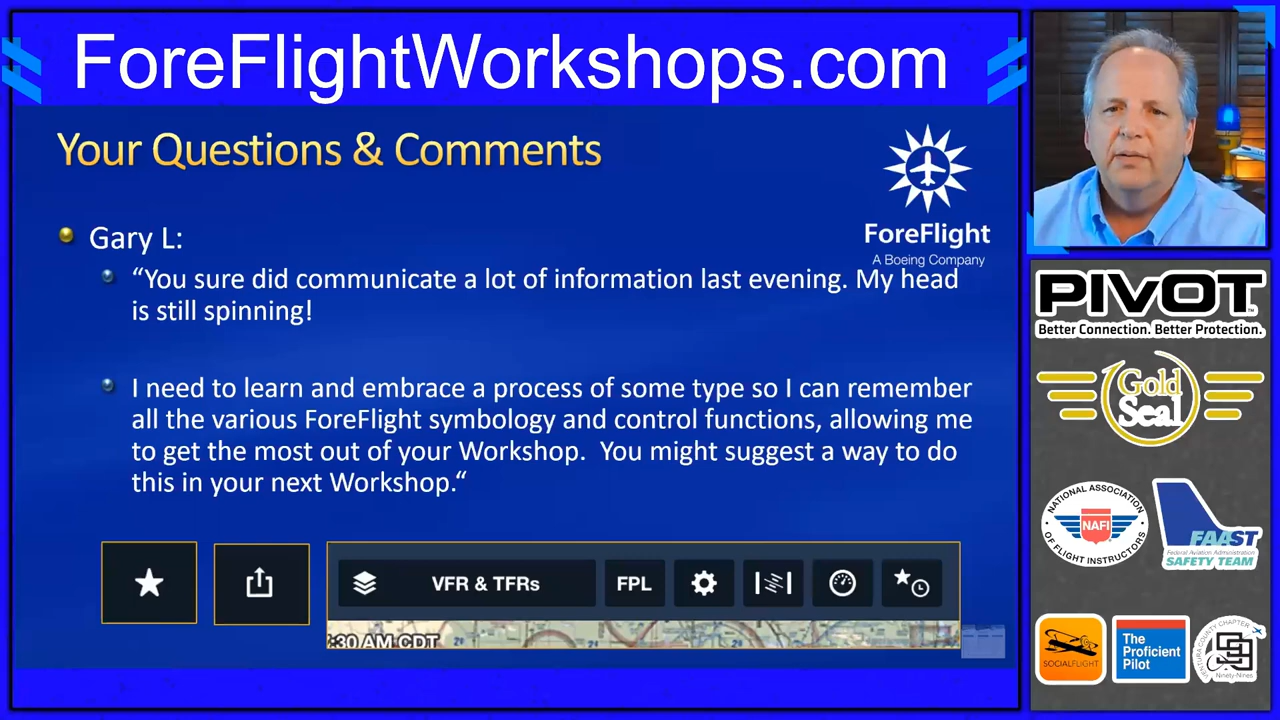 ForeFlightWorkshops.com
Your Questions & Comments
ForeFlight
A Boeing Company
Gary L:
“You sure did communicate a lot of information last evening. My head
is still spinning!
I need to learn and embrace a process of some type so I can remember
all the various ForeFlight symbology and control functions, allowing me
to get the most out of your Workshop.  You might suggest a way to do
this in your next Workshop.“
VFR & TFRs
FPL
:30 AM CDT
PIVOT
Better Connection. Better Protection.
Gold
Seal
NATIONAL ASSOCIATION
NAFI
OF FLIGHT INSTRUCTORS
FAAST
Federal Aviation Administration
SAFETY TEAM
SOCIALFLIGHT
The
Proficient
Pilot
VENTURA COUNTY CHAPTER
99
Ninety-Nines